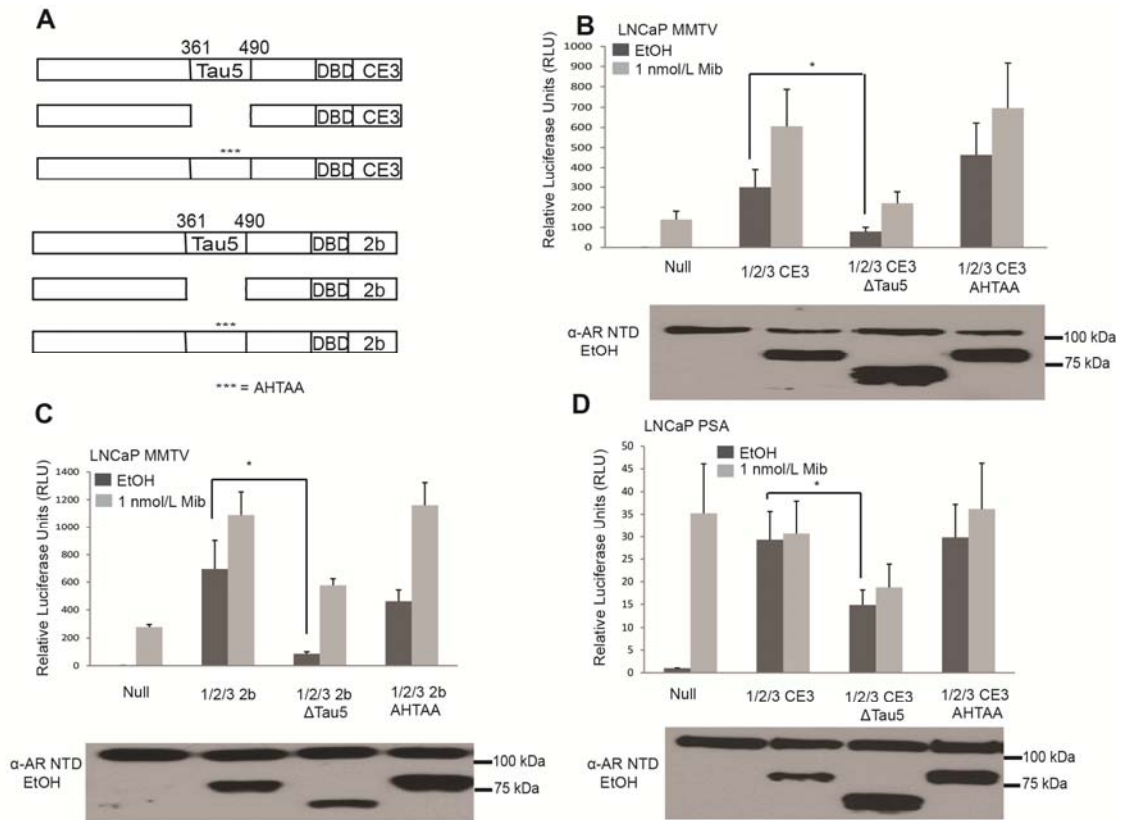 A
361 490
Tau5 DBD CE3
DBD CE3
***
DBD CE3
361 490
Tau5 DBD 2b
DBD 2b
***
DBD 2b
*** = AHTAA
B
LNCaP MMTV
EtOH
1 nmol/L Mib
*
Relative Luciferase Units (RLU)
1000
900
800
700
600
500
400
300
200
100
0
Null
1/2/3 CE3
1/2/3 CE3
ΔTau5
1/2/3 CE3
AHTAA
α-AR NTD
EtOH
100 kDa
75 kDa
C
LNCaP MMTV
EtOH
1 nmol/L Mib
*
Relative Luciferase Units (RLU)
1400
1200
1000
800
600
400
200
0
Null
1/2/3 2b
1/2/3 2b
ΔTau5
1/2/3 2b
AHTAA
α-AR NTD
EtOH
100 kDa
75 kDa
D
LNCaP PSA
EtOH
1 nmol/L Mib
*
Relative Luciferase Units (RLU)
50
45
40
35
30
25
20
15
10
5
0
Null
1/2/3 CE3
1/2/3 CE3
ΔTau5
1/2/3 CE3
AHTAA
α-AR NTD
EtOH
100 kDa
75 kDa